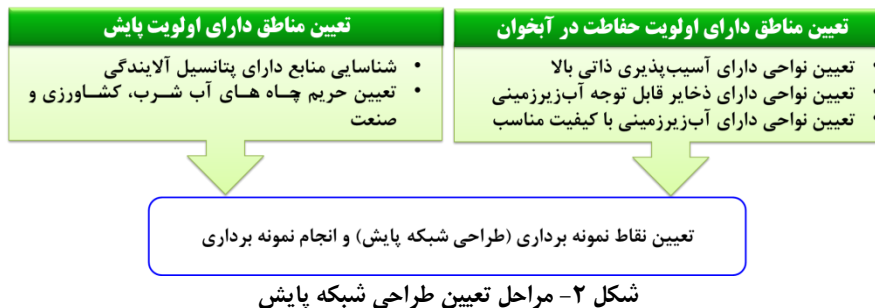 تعیین مناطق دارای اولویت حفاطت در آبخوان
• تعیین نواحی دارای آسیب‌پذیری ذاتی بالا
• تعیین نواحی دارای ذخایر قابل توجه آب‌زیرزمینی
• تعیین نواحی دارای آب‌زیرزمینی با کیفیت مناسب
تعیین مناطق دارای اولویت پایش
• شناسایی منابع دارای پتانسیل آلایندگی
• تعیین حریم چاه های آب شرب، کشاورزی و
صنعت
تعیین نقاط نمونه برداری (طراحی شبکه پایش) و انجام نمونه برداری
شکل ۲- مراحل تعیین طراحی شبکه پایش